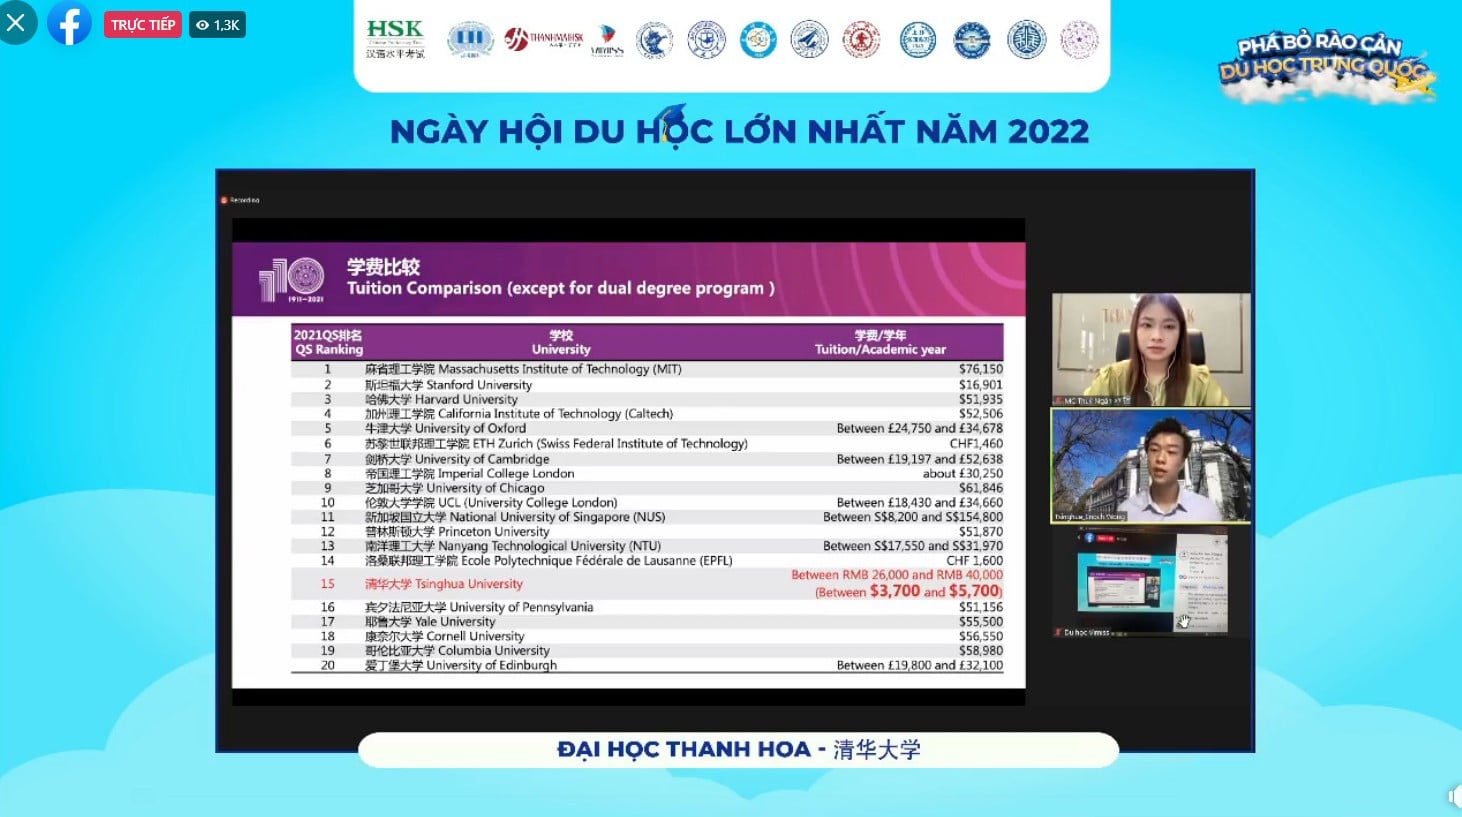 TRỰC TIẾP
1,3K
HSK
汉语水平考试
THANHMAIHSK
VIMISS
PHÁ BỎ RÀO CẢN
DU HỌC TRUNG QUỐC
NGÀY HỘI DU HỌC LỚN NHẤT NĂM 2022
Recording
1911-2021
学费比较
Tuition Comparison (except for dual degree program )
2021QS排名 学校 学费/学年
QS Ranking University Tuition/Academic year
1 麻省理工学院 Massachusetts Institute of Technology (MIT) $76,150
2 斯坦福大学 Stanford University $16,901
3 哈佛大学 Harvard University $51,935
4 加州理工学院 California Institute of Technology (Caltech) $52,506
5 牛津大学 University of Oxford Between £24,750 and £34,678
6 苏黎世联邦理工学院 ETH Zurich (Swiss Federal Institute of Technology) CHF1,460
7 剑桥大学 University of Cambridge Between £19,197 and £52,638
8 帝国理工学院 Imperial College London about £30,250
9 芝加哥大学 University of Chicago $61,846
10 伦敦大学学院 UCL (University College London) Between £18,430 and £34,660
11 新加坡国立大学 National University of Singapore (NUS) Between S$8,200 and S$154,800
12 普林斯顿大学 Princeton University $51,870
13 南洋理工大学 Nanyang Technological University (NTU) Between S$17,550 and S$31,970
14 洛桑联邦理工学院 Ecole Polytechnique Fédérale de Lausanne (EPFL) CHF 1,600
15 清华大学 Tsinghua University Between RMB 26,000 and RMB 40,000
(Between $3,700 and $5,700)
16 宾夕法尼亚大学 University of Pennsylvania $51,156
17 耶鲁大学 Yale University $55,500
18 康奈尔大学 Cornell University $56,550
19 哥伦比亚大学 Columbia University $58,980
20 爱丁堡大学 University of Edinburgh Between £19,800 and £32,100
MC Thuý Ngân
Tsinghua_Enoch Wang
Du học Vimiss
ĐẠI HỌC THANH HOA - 清华大学